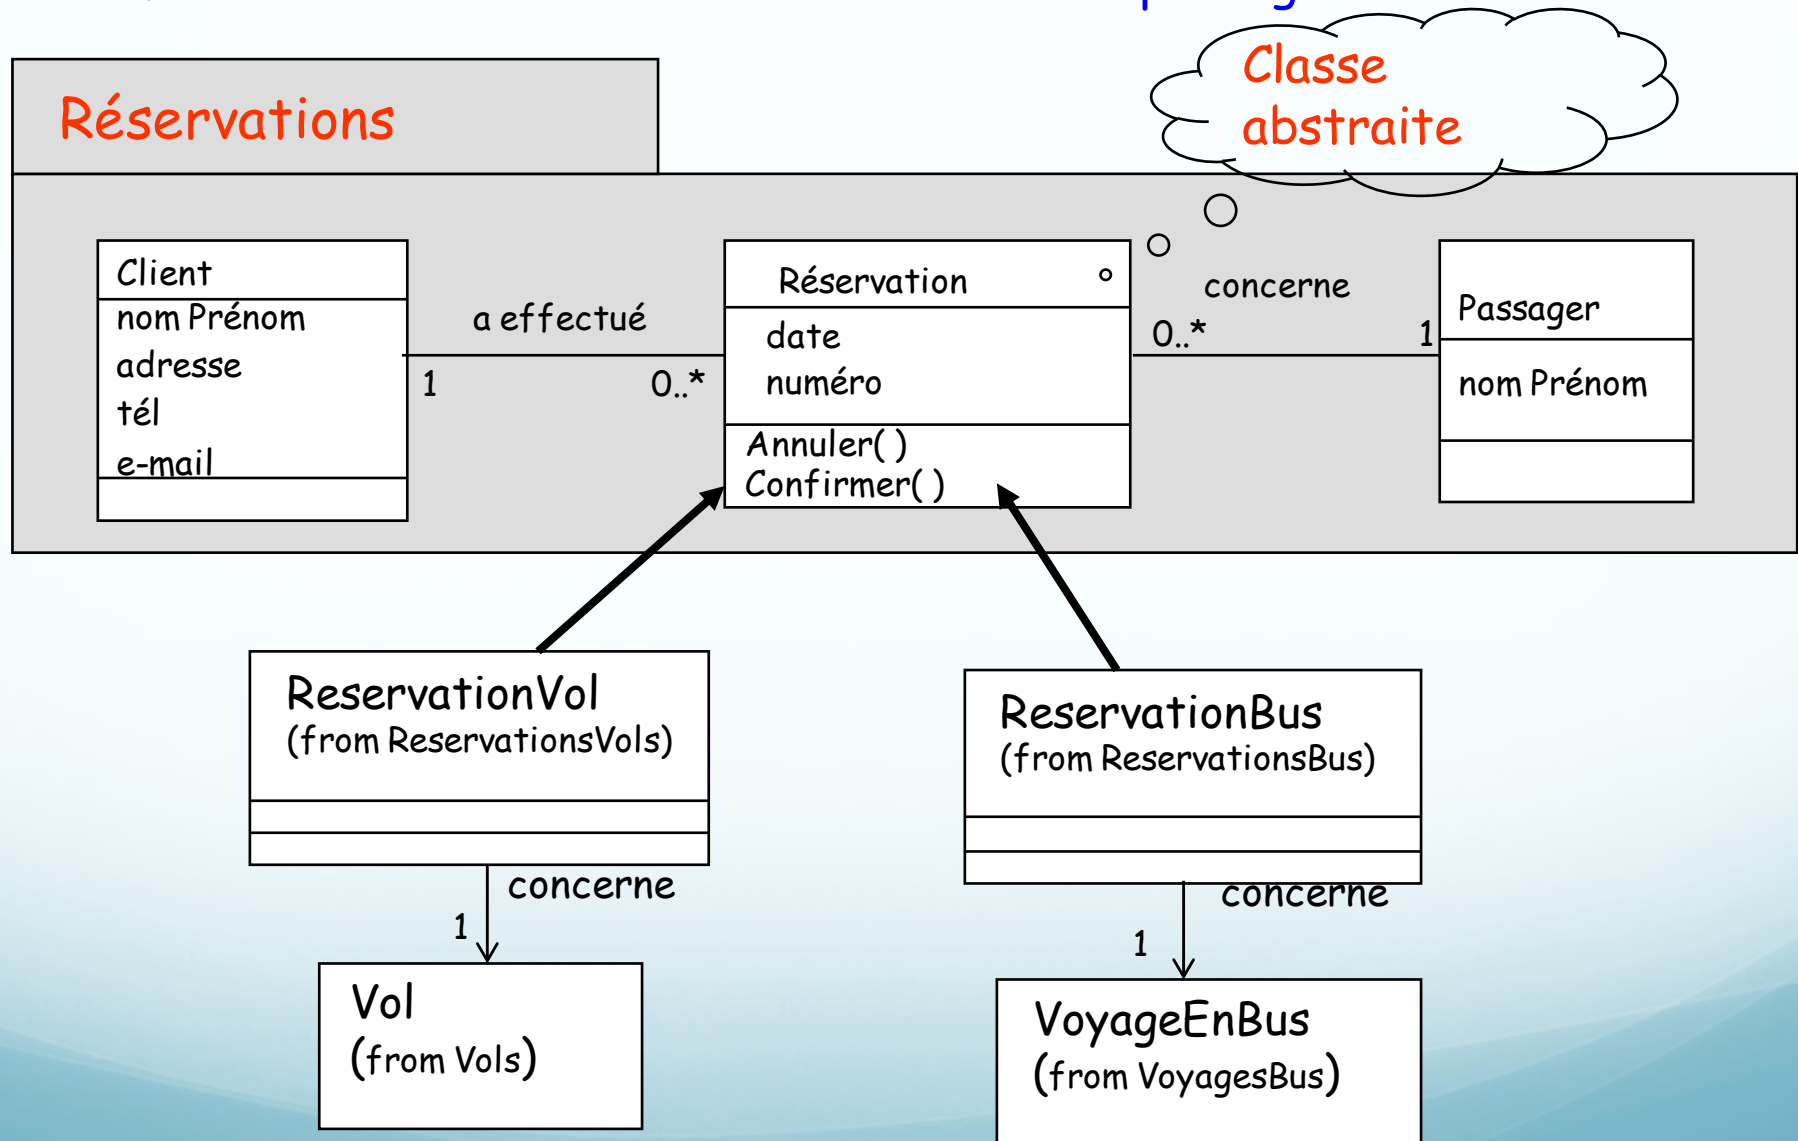 Classe
abstraite
Réservations
Client
nom Prénom
adresse
tél
e-mail
a effectué
1
0..*
Réservation
date
numéro
Annuler( )
Confirmer( )
concerne
0..*
1
Passager
nom Prénom
ReservationVol
(from ReservationsVols)
concerne
1
Vol
(from Vols)
ReservationBus
(from ReservationsBus)
concerne
1
VoyageEnBus
(from VoyagesBus)